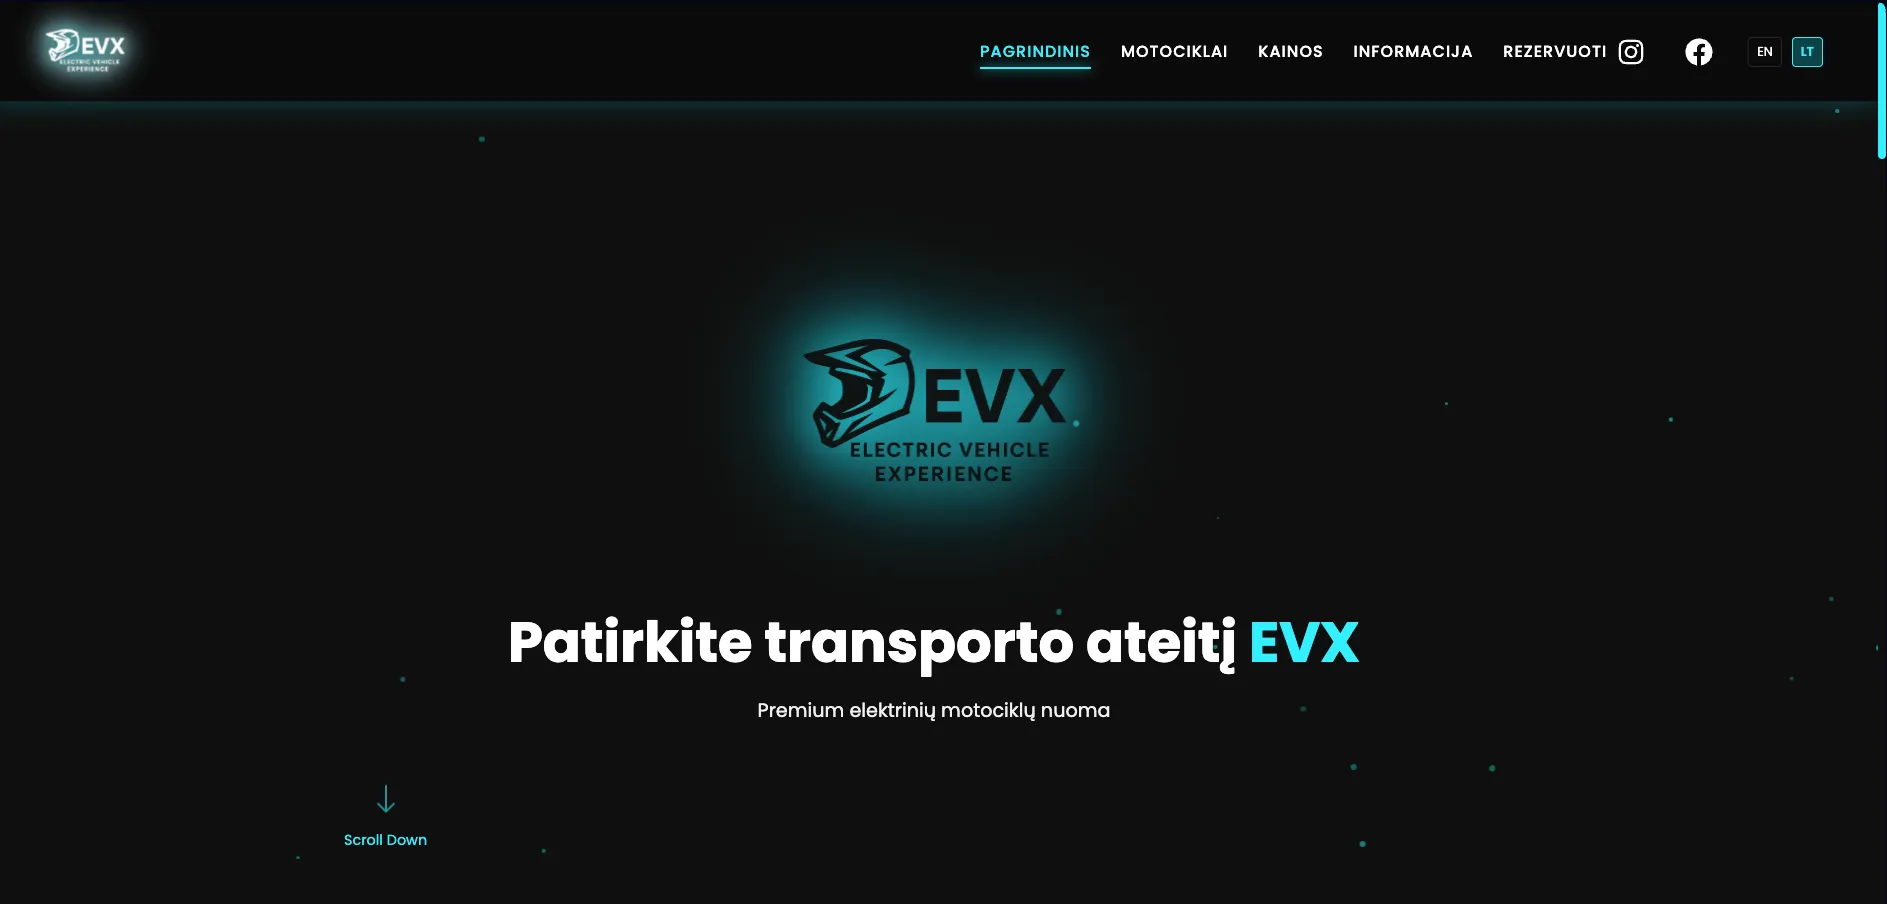 EVX
ELECTRIC VEHICLE
EXPERIENCE
PAGRINDINIS MOTOCIKLAI KAINOS INFORMACIJA REZERVUOTI EN LT
EVX
ELECTRIC VEHICLE
EXPERIENCE
Patirkite transporto ateitį EVX
Premium elektrinių motociklų nuoma
Scroll Down